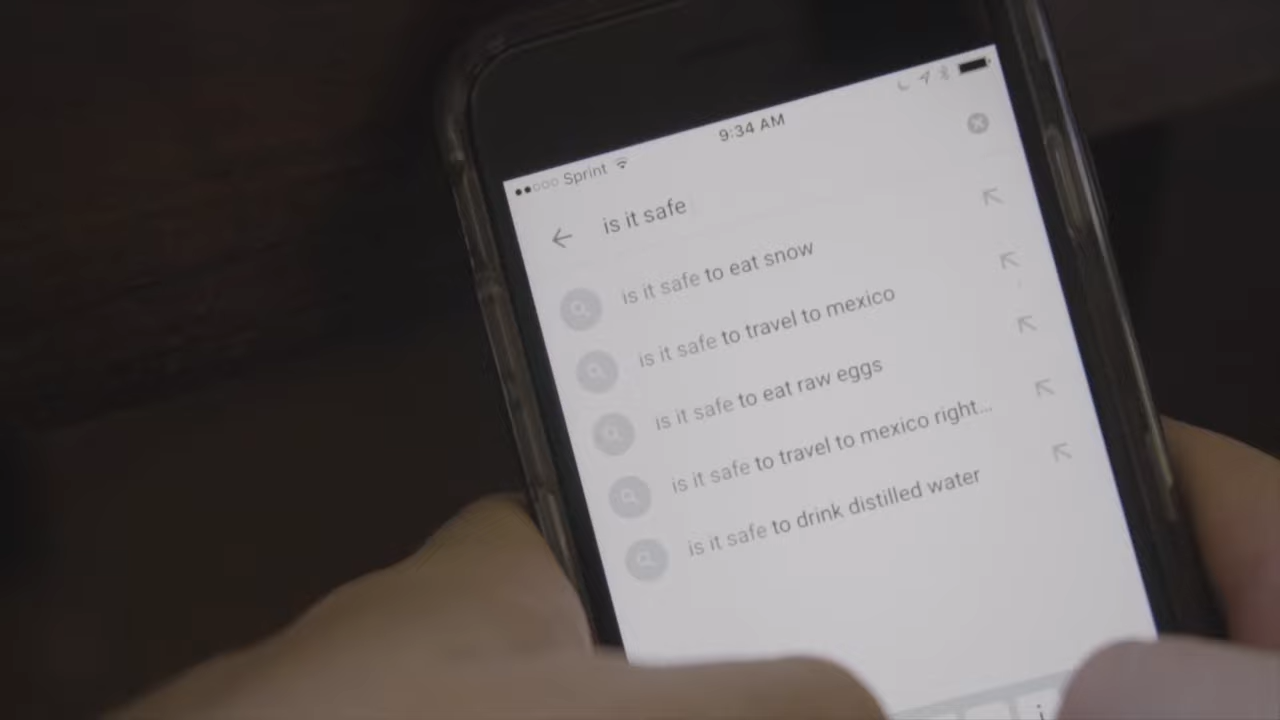 Sprint 9:34 AM
is it safe
is it safe to eat snow
is it safe to travel to mexico
is it safe to eat raw eggs
is it safe to travel to mexico right...
is it safe to drink distilled water
i